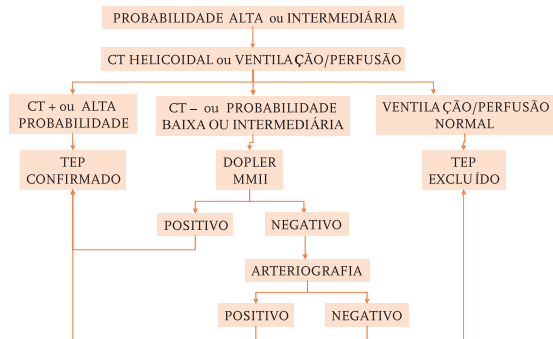 PROBABILIDADE ALTA ou INTERMEDIÁRIA
CT HELICOIDAL ou VENTILAÇÃO/PERFUSÃO
CT + ou ALTA
PROBABILIDADE
CT – ou PROBABILIDADE
BAIXA OU INTERMEDIÁRIA
VENTILAÇÃO/PERFUSÃO
NORMAL
TEP
CONFIRMADO
DOPLER
MMII
TEP
EXCLUÍDO
POSITIVO
NEGATIVO
ARTERIOGRAFIA
POSITIVO
NEGATIVO